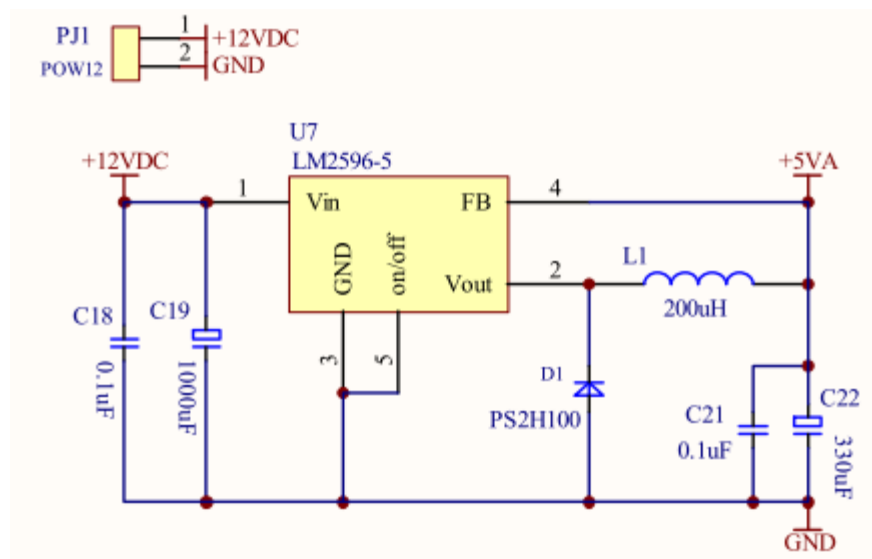 PJ1
POW12
1
2
+12VDC
GND
U7
LM2596-5
+12VDC
+5VA
1
Vin
FB
4
GND
on/off
Vout
2
L1
200uH
3
5
C18
0.1uF
C19
1000uF
D1
PS2H100
C21
0.1uF
C22
330uF
GND